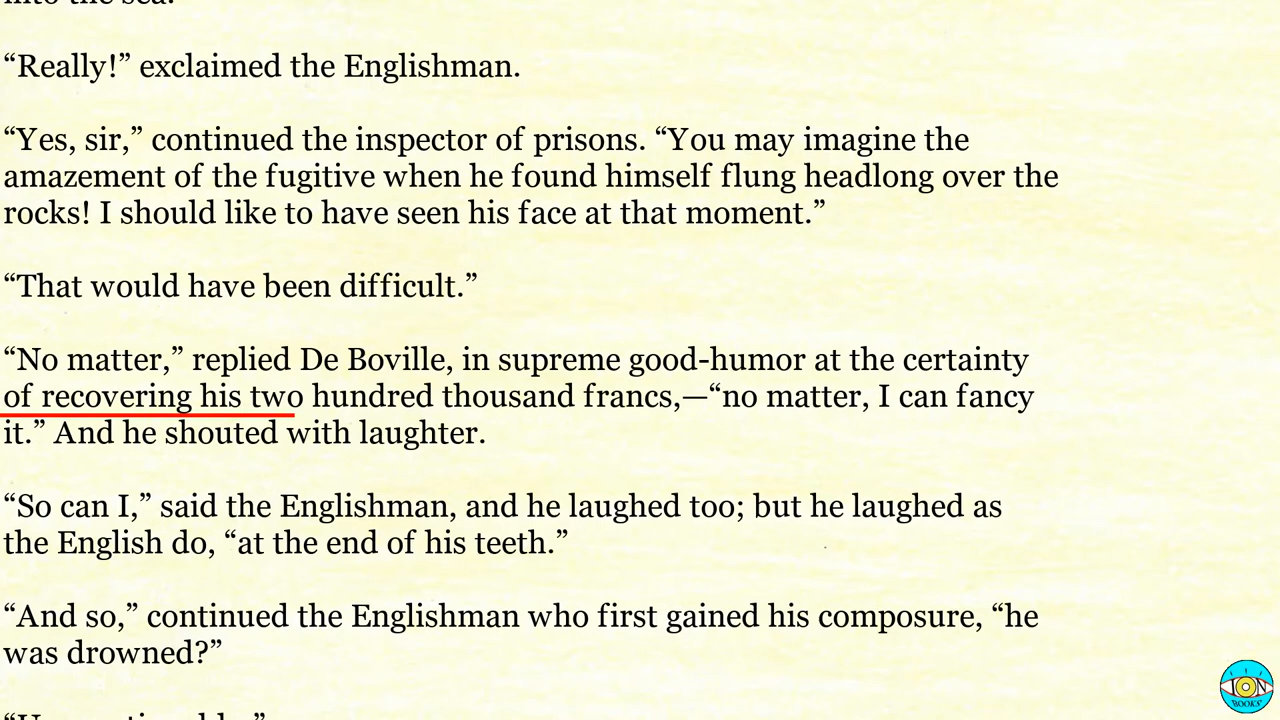 into the sea.
“Really!” exclaimed the Englishman.
“Yes, sir,” continued the inspector of prisons. “You may imagine the
amazement of the fugitive when he found himself flung headlong over the
rocks! I should like to have seen his face at that moment.”
“That would have been difficult.”
“No matter,” replied De Boville, in supreme good-humor at the certainty
of recovering his two hundred thousand francs,—“no matter, I can fancy
it.” And he shouted with laughter.
“So can I,” said the Englishman, and he laughed too; but he laughed as
the English do, “at the end of his teeth.”
“And so,” continued the Englishman who first gained his composure, “he
was drowned?”
ION
BOOKS